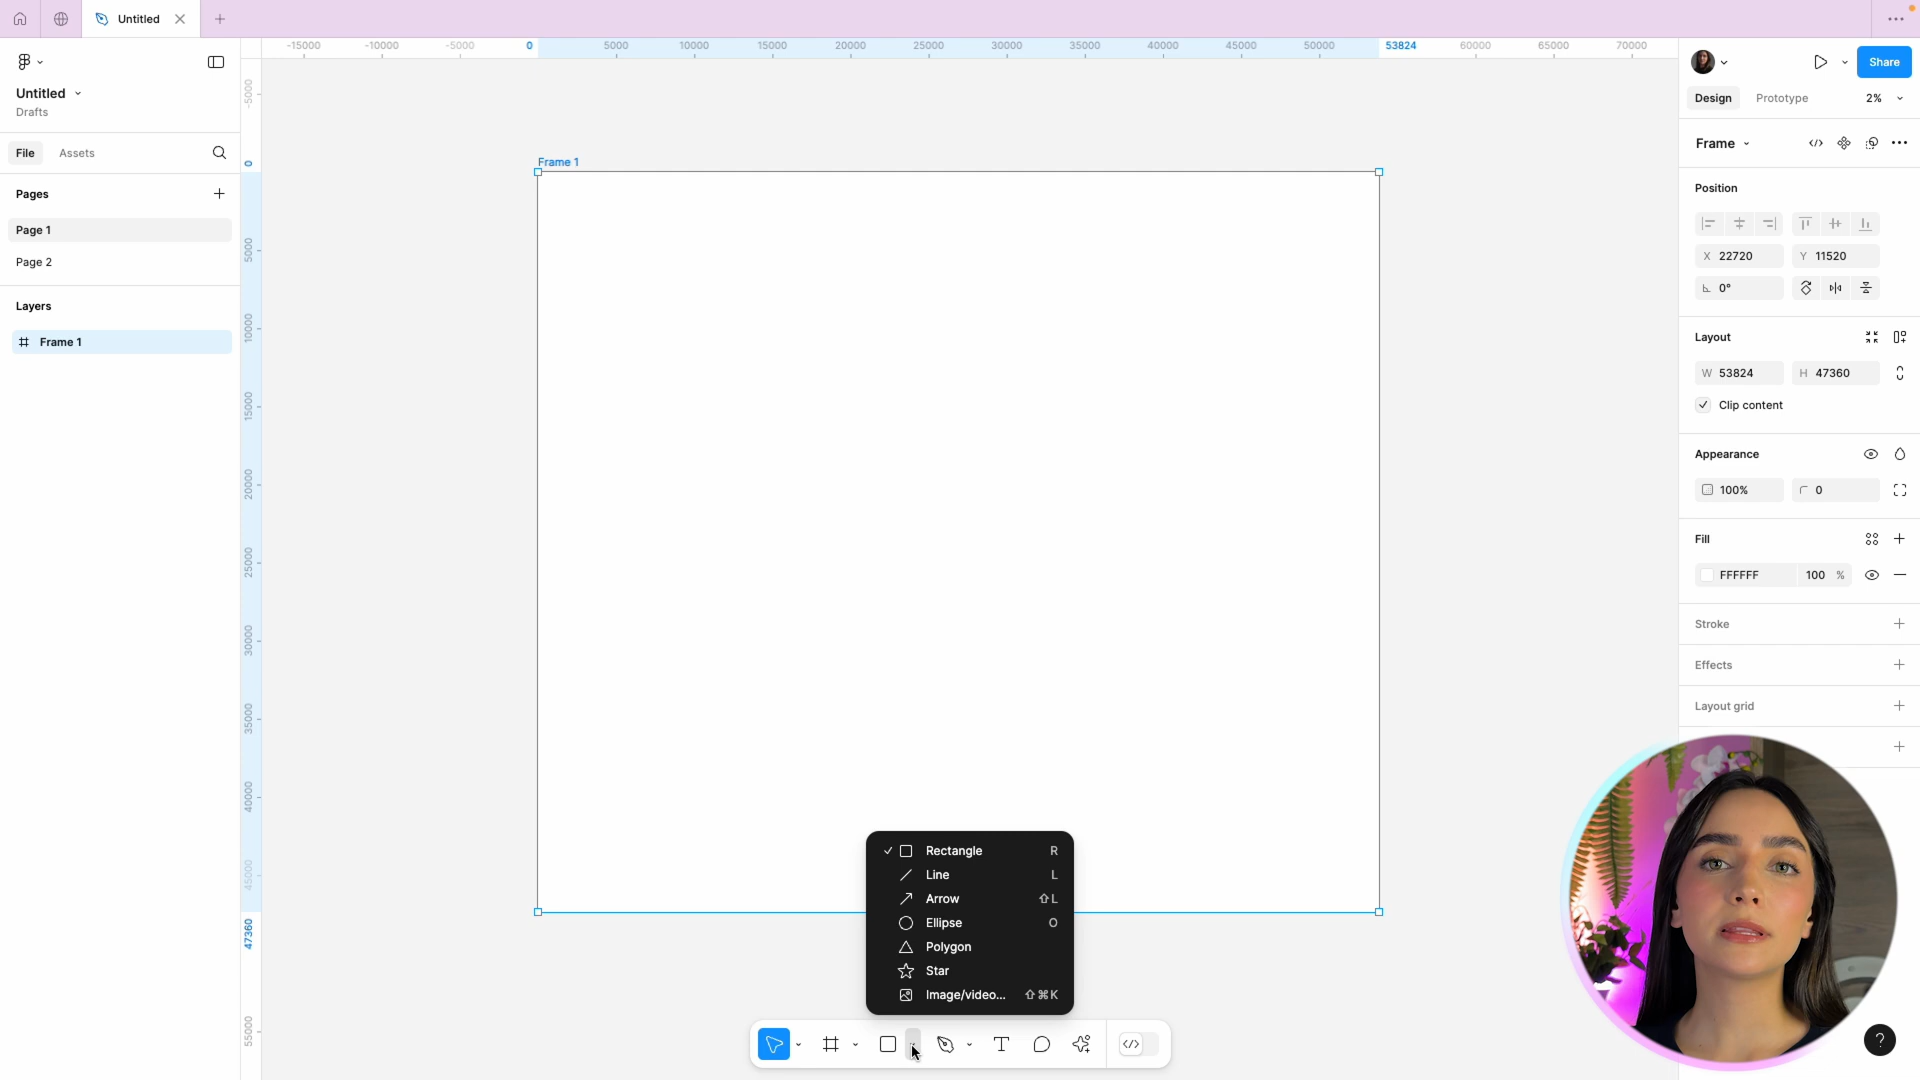 Untitled
-15000 -10000 -5000 0 5000 10000 15000 20000 25000 30000 35000 40000 45000 50000 53824 60000 65000 70000
Share
Untitled
Drafts
Design Prototype 2%
File Assets
Frame
Pages
Page 1
Page 2
Layers
Frame 1
-5000
0
5000
10000
15000
20000
25000
30000
35000
40000
45000
47360
55000
Frame 1
Position
X 22720 Y 11520
0°
Layout
W 53824 H 47360
Clip content
Appearance
100% 0
Fill
FFFFFF 100 %
Stroke
Effects
Layout grid
Rectangle R
Line L
Arrow ⇧L
Ellipse O
Polygon
Star
Image/video... ⇧⌘K
T
?